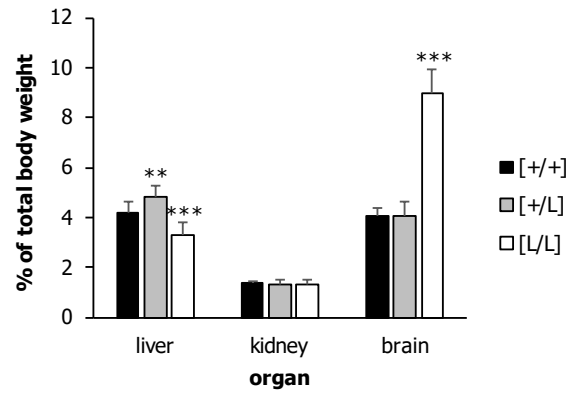 % of total body weight
12
10
8
6
4
2
0
**
***
***
liver kidney brain
organ
[+/+]
[+/L]
[L/L]